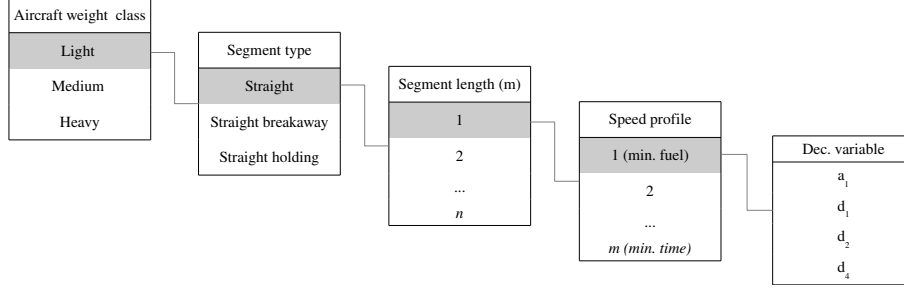 Aircraft weight class
Light
Medium
Heavy
Segment type
Straight
Straight breakaway
Straight holding
Segment length (m)
1
2
...
n
Speed profile
1 (min. fuel)
2
...
m (min. time)
Dec. variable
a₁
d₁
d₂
d₄